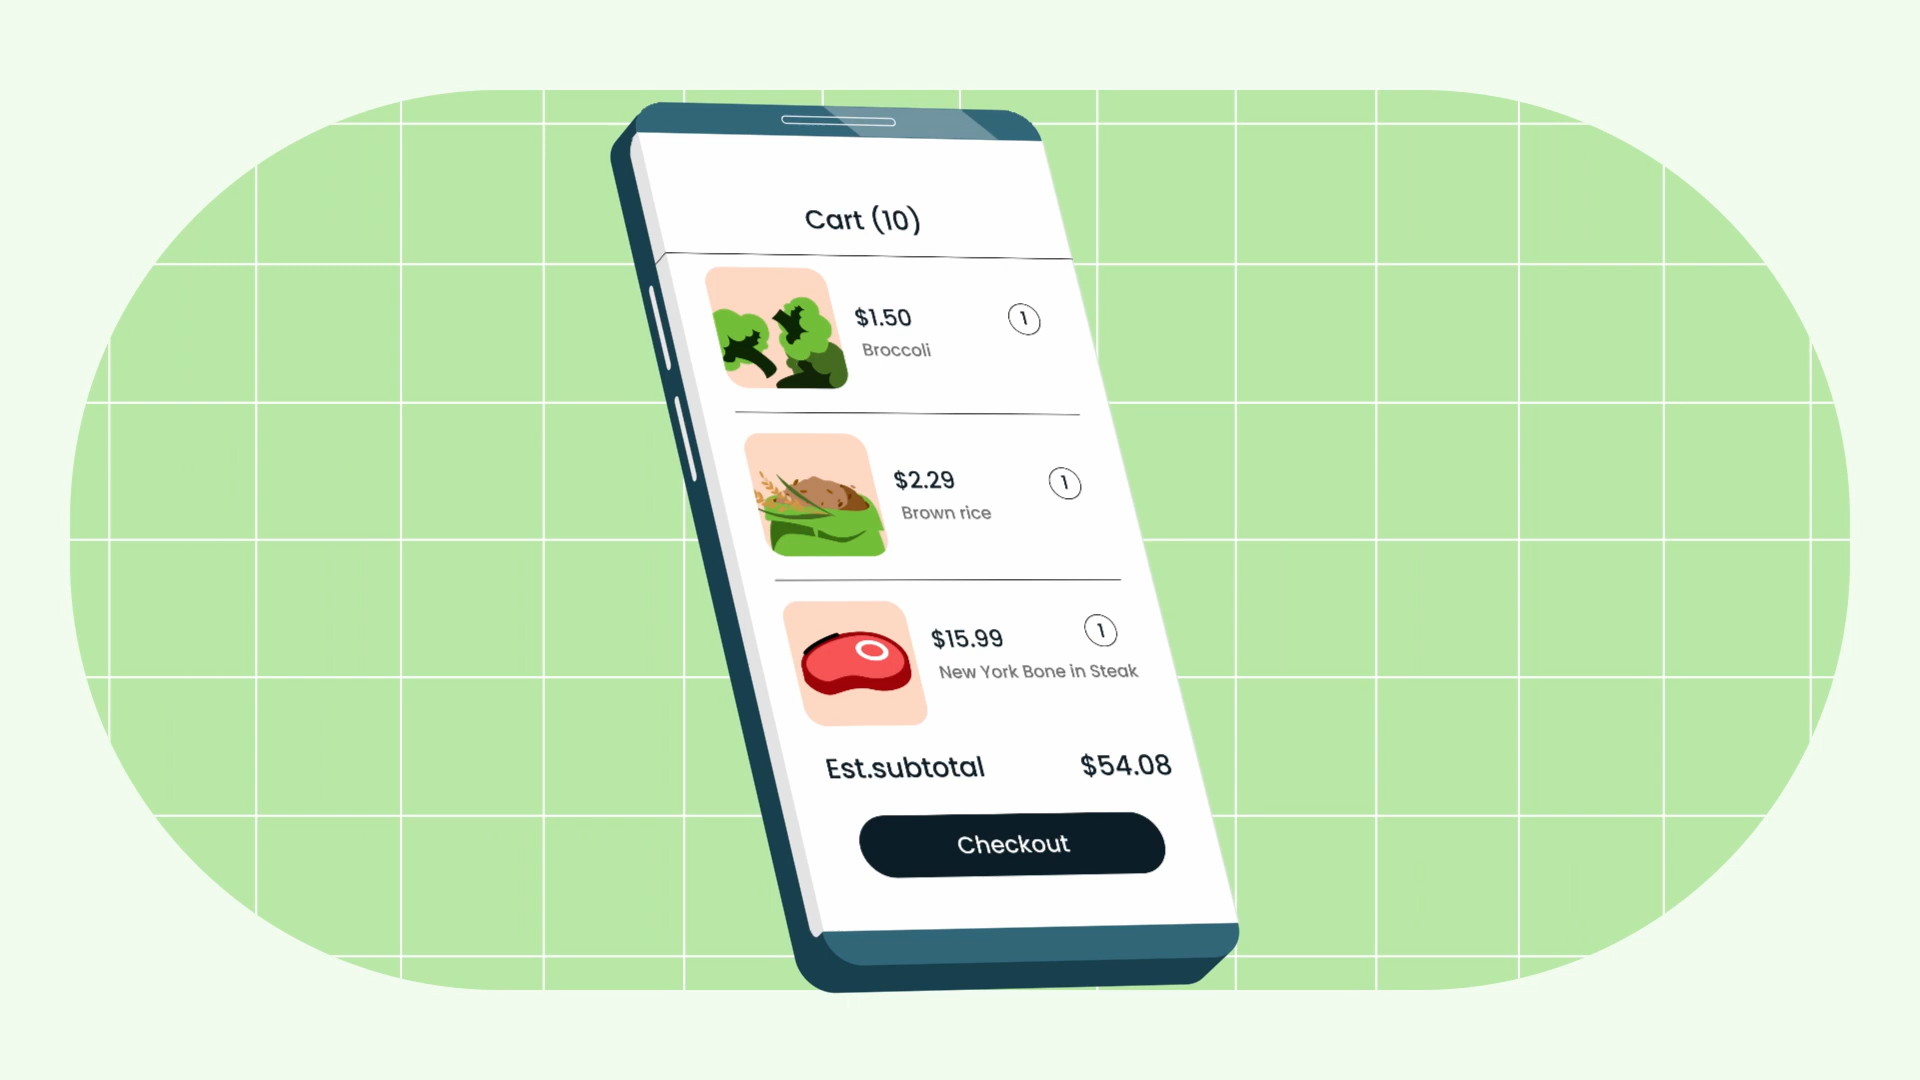 Cart (10)
$1.50
1
Broccoli
$2.29
1
Brown rice
$15.99
1
New York Bone in Steak
Est.subtotal $54.08
Checkout